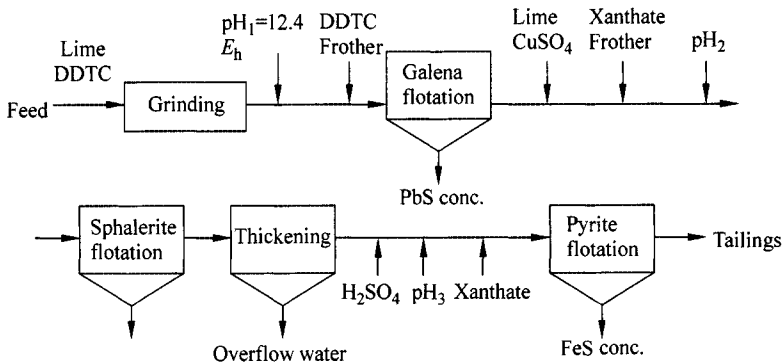 Lime
DDTC
pH₁=12.4
Eₕ
DDTC
Frother
Lime
CuSO₄
Xanthate
Frother
pH₂
Feed
Grinding
Galena
flotation
PbS conc.
Sphalerite
flotation
Thickening
Pyrite
flotation
Tailings
H₂SO₄
pH₃
Xanthate
Overflow water
FeS conc.